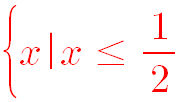 {x|x ≤ 1/2